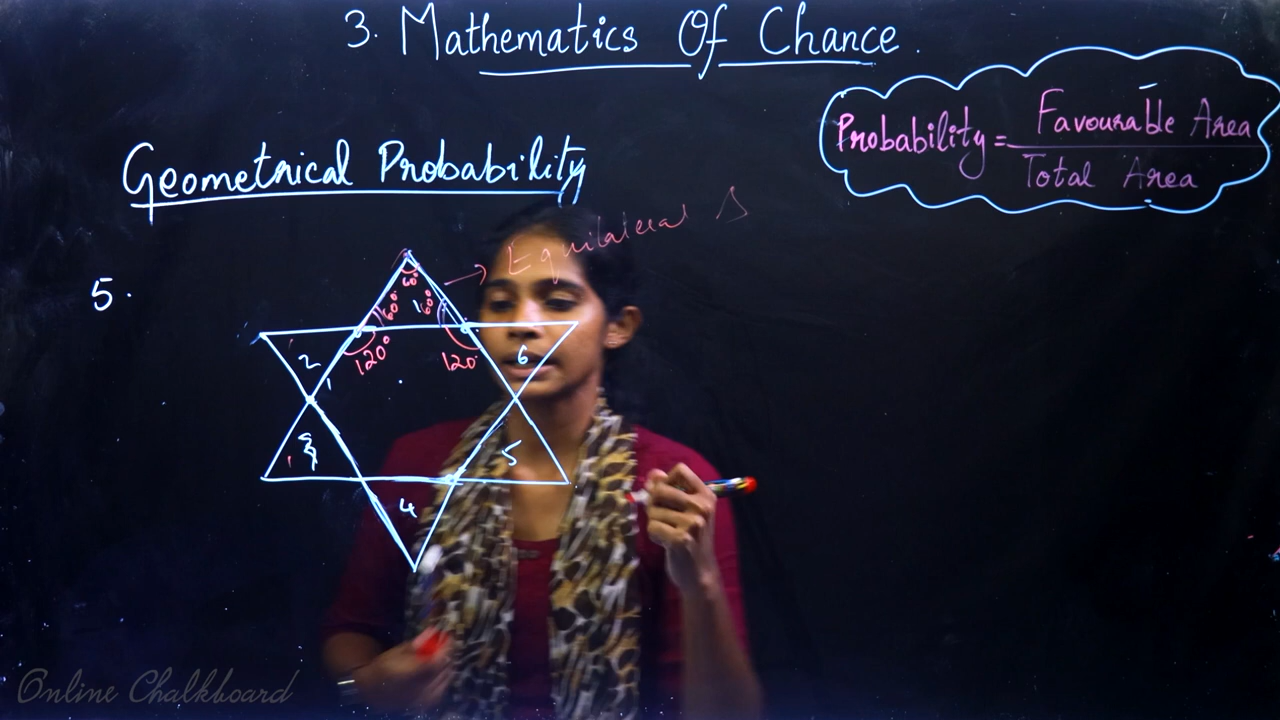 3. Mathematics Of Chance.
Probability = Favourable Area
Total Area
Geometrical Probability
Equilateral Δ
5.
60°
60° 60°
2 120° 120 6
1
3 5
4
Online Chalkboard